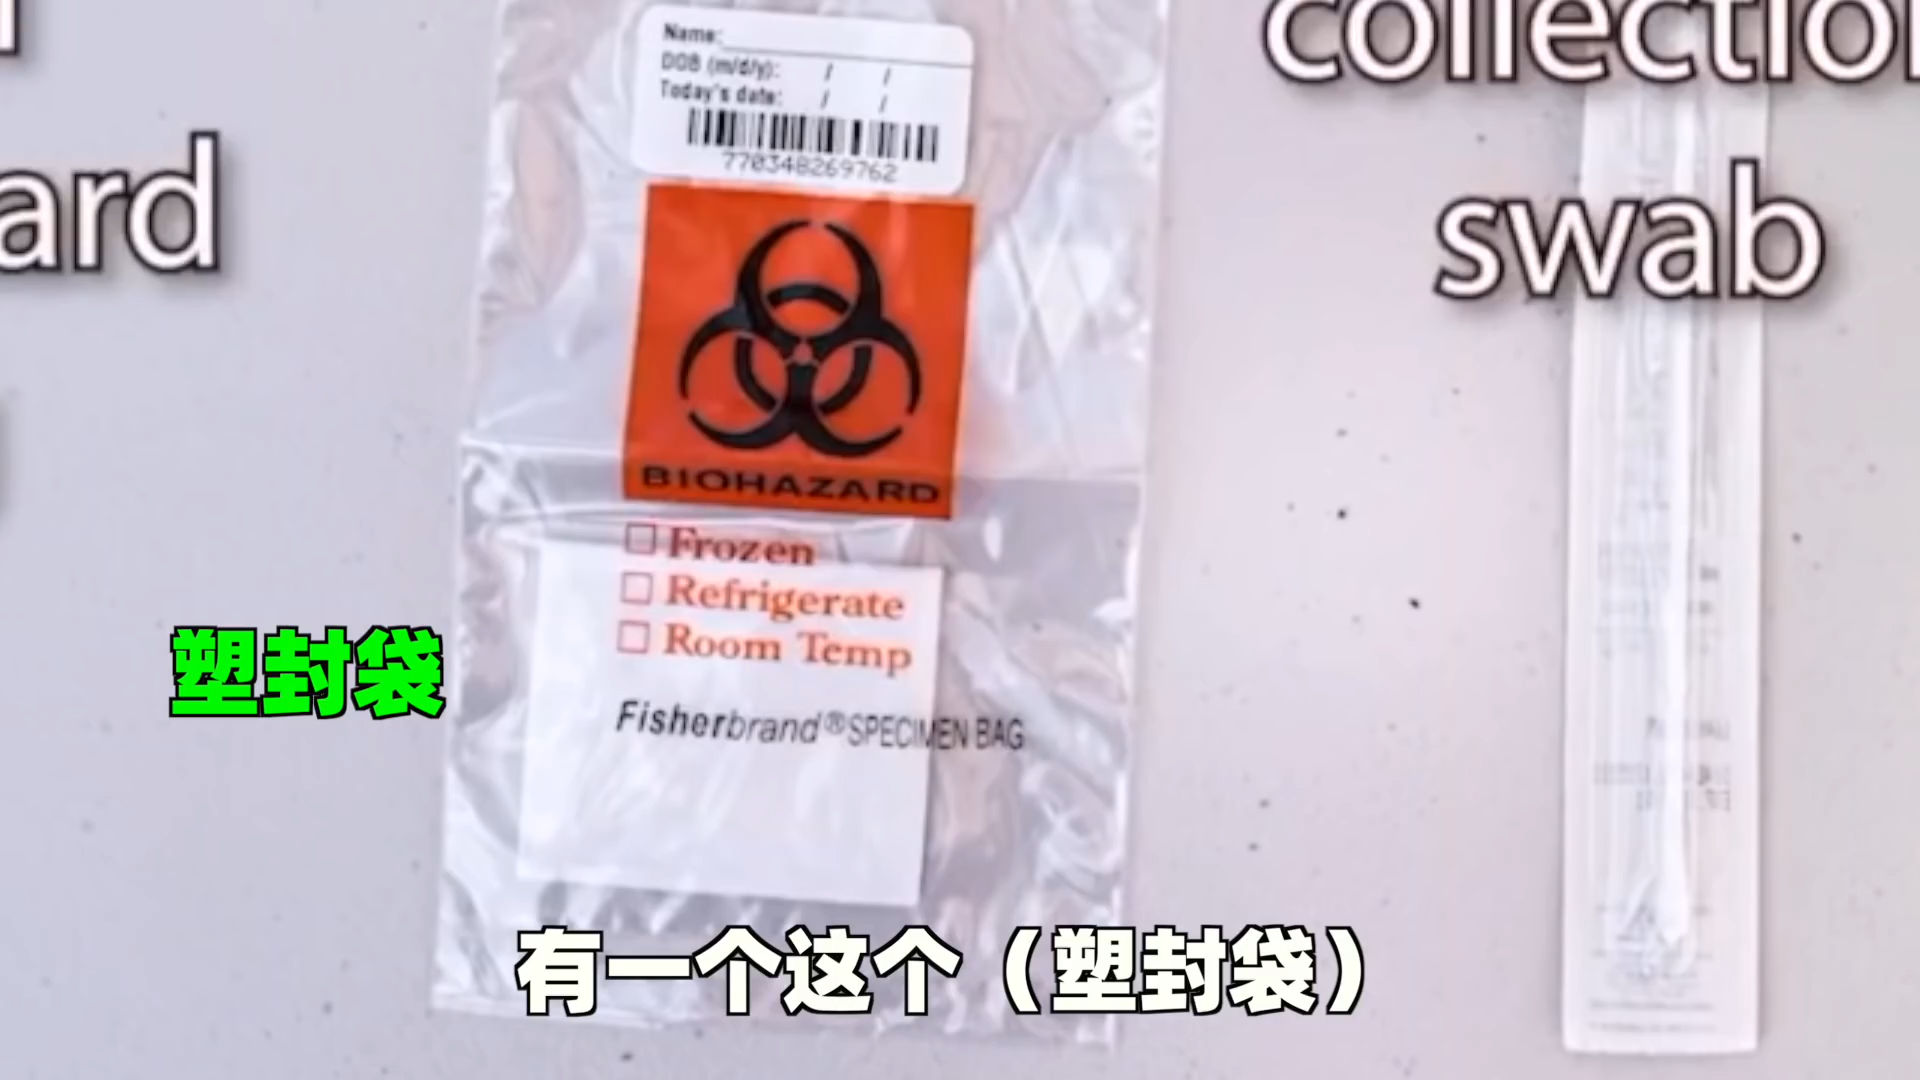 collection
ard
swab
Name:
DOB (m/d/y): / /
Today's date: / /
770348269762
BIOHAZARD
Frozen
Refrigerate
Room Temp
Fisherbrand® SPECIMEN BAG
塑封袋
有一个这个（塑封袋）